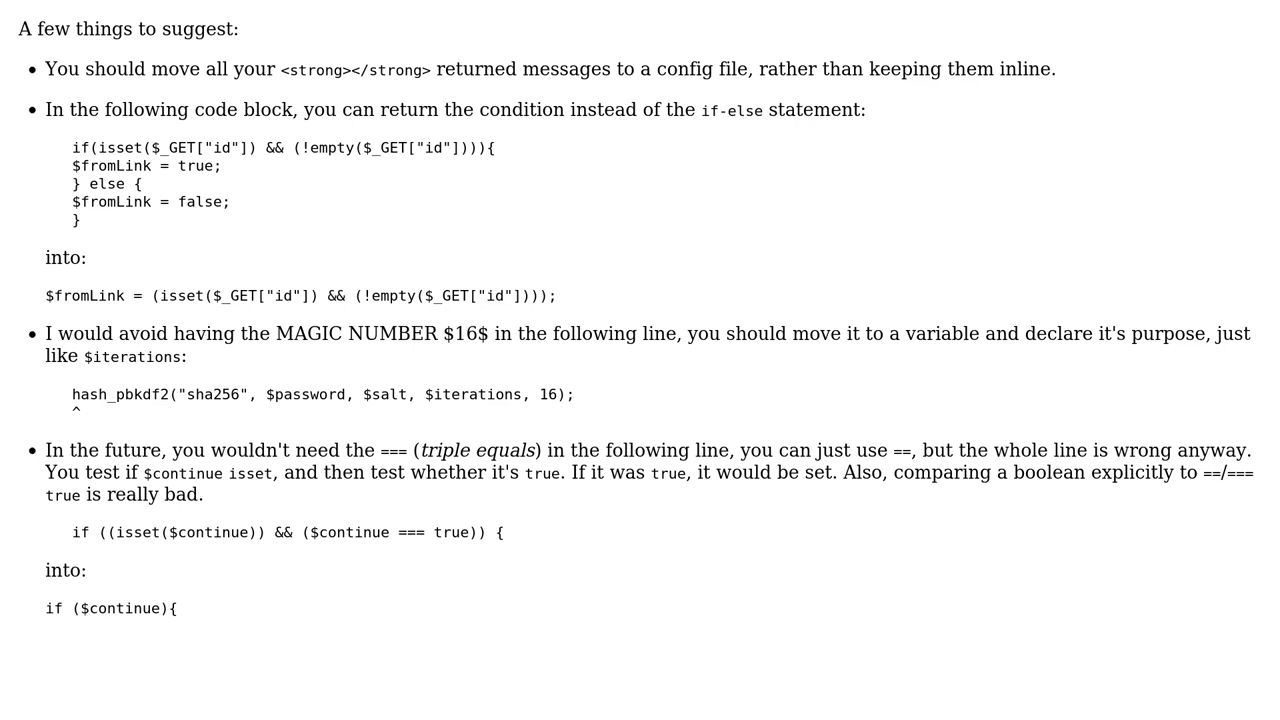 A few things to suggest:
• You should move all your <strong></strong> returned messages to a config file, rather than keeping them inline.
• In the following code block, you can return the condition instead of the if-else statement:
if(isset($_GET["id"]) && (!empty($_GET["id"]))){
$fromLink = true;
} else {
$fromLink = false;
}
into:
$fromLink = (isset($_GET["id"]) && (!empty($_GET["id"])));
• I would avoid having the MAGIC NUMBER $16$ in the following line, you should move it to a variable and declare it's purpose, just
like $iterations:
hash_pbkdf2("sha256", $password, $salt, $iterations, 16);
^
• In the future, you wouldn't need the === (triple equals) in the following line, you can just use ==, but the whole line is wrong anyway.
You test if $continue isset, and then test whether it's true. If it was true, it would be set. Also, comparing a boolean explicitly to ==/===
true is really bad.
if ((isset($continue)) && ($continue === true)) {
into:
if ($continue){